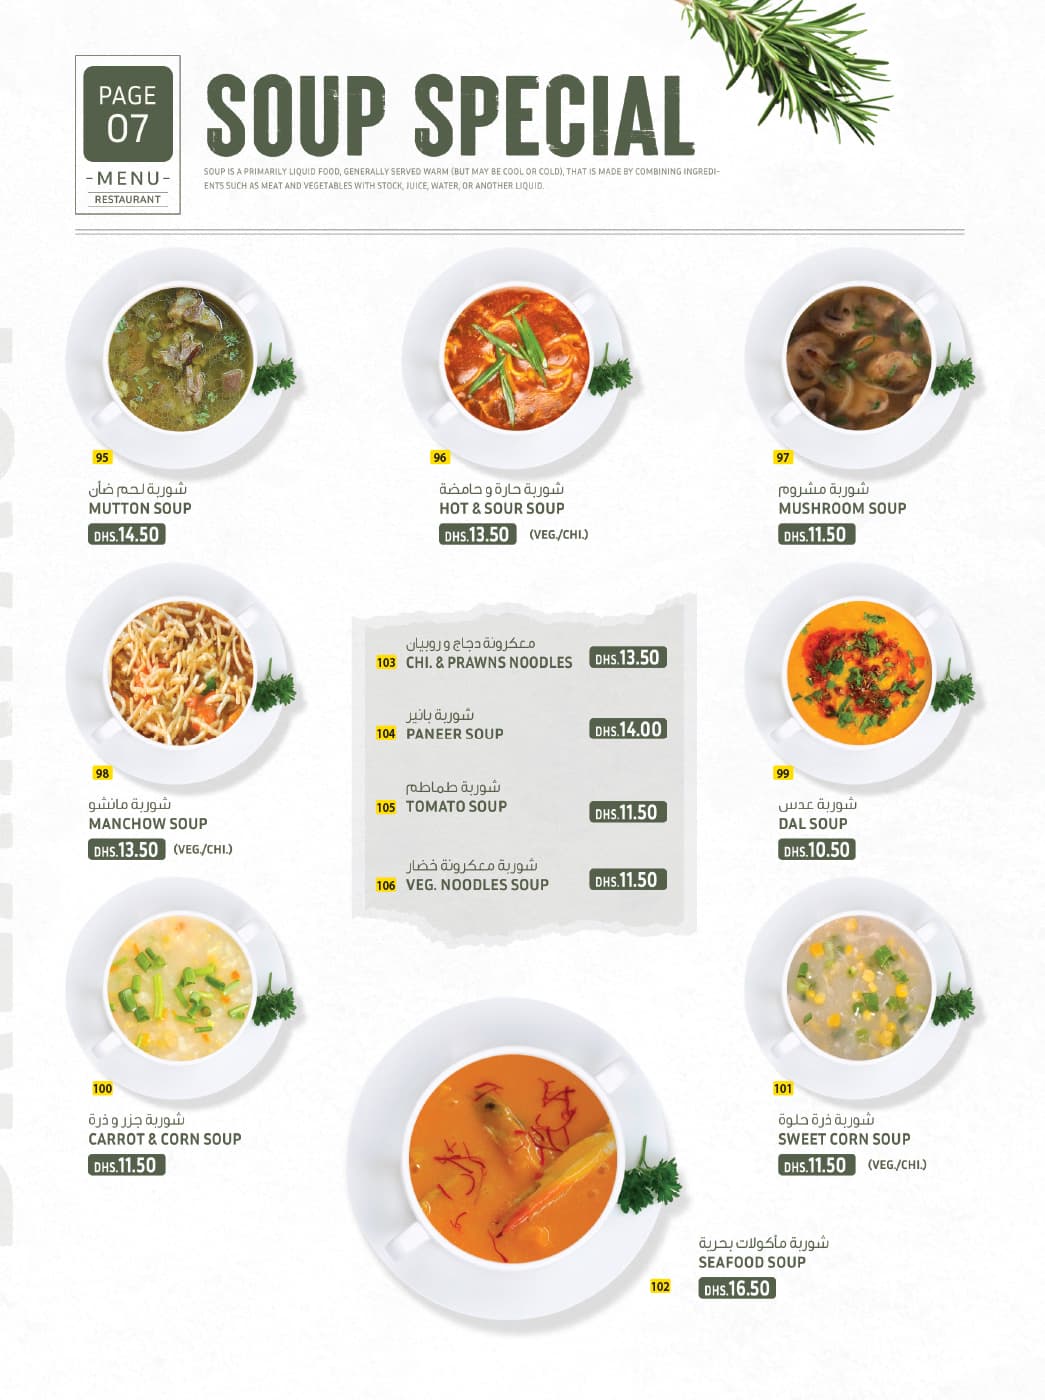 PAGE
07
-MENU-
RESTAURANT
SOUP SPECIAL
SOUP IS A PRIMARILY LIQUID FOOD, GENERALLY SERVED WARM (BUT MAY BE COOL OR COLD), THAT IS MADE BY COMBINING INGREDI-
ENTS SUCH AS MEAT AND VEGETABLES WITH STOCK, JUICE, WATER, OR ANOTHER LIQUID.
95
شوربة لحم ضأن
MUTTON SOUP
DHS.14.50
96
شوربة حارة و حامضة
HOT & SOUR SOUP
DHS.13.50 (VEG./CHI.)
97
شوربة مشروم
MUSHROOM SOUP
DHS.11.50
98
شوربة مانشو
MANCHOW SOUP
DHS.13.50 (VEG./CHI.)
معكرونة دجاج و روبيان
103 CHI. & PRAWNS NOODLES DHS.13.50
شوربة بانير
104 PANEER SOUP DHS.14.00
شوربة طماطم
105 TOMATO SOUP DHS.11.50
شوربة معكرونة خضار
106 VEG. NOODLES SOUP DHS.11.50
99
شوربة عدس
DAL SOUP
DHS.10.50
100
شوربة جزر و ذرة
CARROT & CORN SOUP
DHS.11.50
101
شوربة ذرة حلوة
SWEET CORN SOUP
DHS.11.50 (VEG./CHI.)
102
شوربة مأكولات بحرية
SEAFOOD SOUP
DHS.16.50